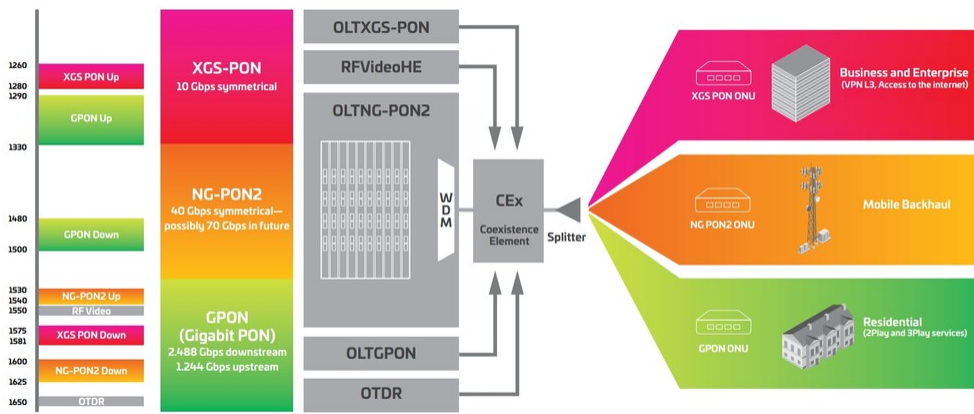 1260
1280
1290
1330
1480
1500
1530
1540
1550
1575
1581
1600
1625
1650
XGS PON Up
GPON Up
GPON Down
NG-PON2 Up
RF Video
XGS PON Down
NG-PON2 Down
OTDR
XGS-PON
10 Gbps symmetrical
NG-PON2
40 Gbps symmetrical—
possibly 70 Gbps in future
GPON
(Gigabit PON)
2.488 Gbps downstream
1.244 Gbps upstream
OLTXGS-PON
RFVideoHE
OLTNG-PON2
WDM
OLTGPON
OTDR
CEx
Coexistence
Element
Splitter
XGS PON ONU
Business and Enterprise
(VPN L3, Access to the internet)
NG PON2 ONU
Mobile Backhaul
GPON ONU
Residential
(2Play and 3Play services)